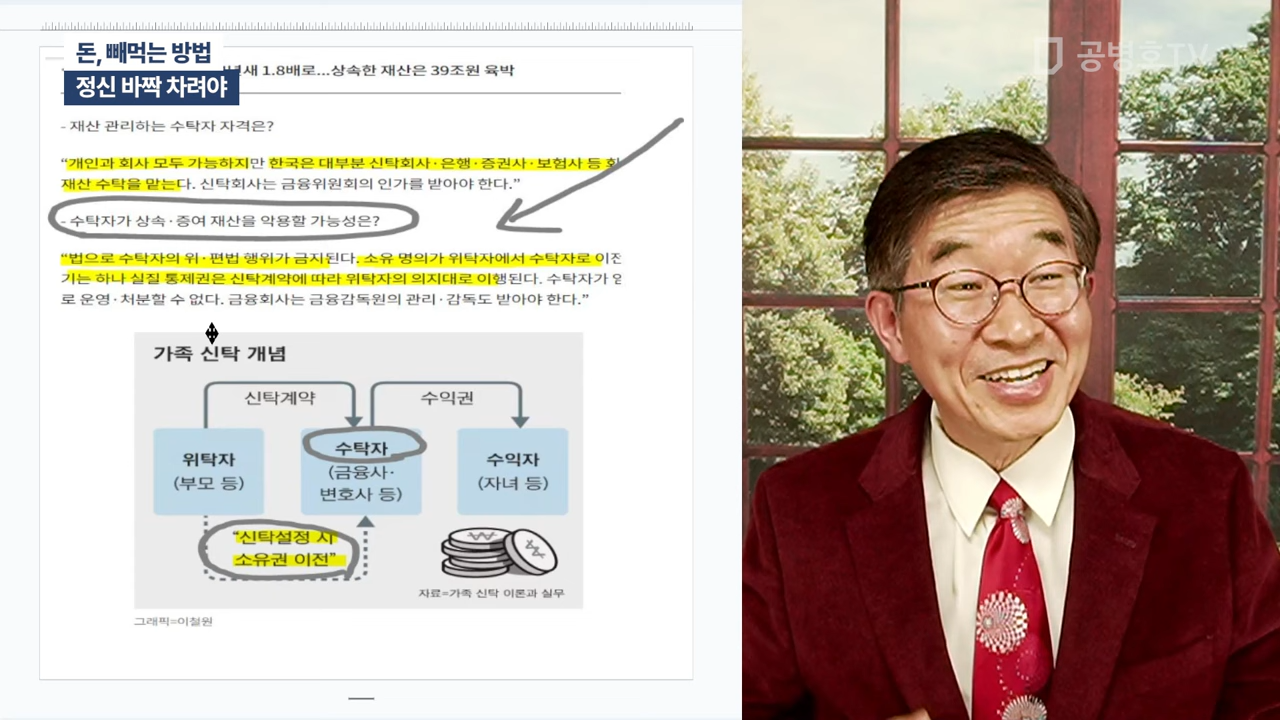 돈, 빼먹는 방법
정신 바짝 차려야
공병호TV
년새 1.8배로...상속한 재산은 39조원 육박
- 재산 관리하는 수탁자 자격은?
“개인과 회사 모두 가능하지만 한국은 대부분 신탁회사·은행·증권사·보험사 등
재산 수탁을 맡는다. 신탁회사는 금융위원회의 인가를 받아야 한다.”
- 수탁자가 상속·증여 재산을 악용할 가능성은?
“법으로 수탁자의 위·편법 행위가 금지된다. 소유 명의가 위탁자에서 수탁자로 이전
기는 하나 실질 통제권은 신탁계약에 따라 위탁자의 의지대로 이행된다. 수탁자가
로 운영·처분할 수 없다. 금융회사는 금융감독원의 관리·감독도 받아야 한다.”
가족 신탁 개념
신탁계약
수익권
위탁자
(부모 등)
수탁자
(금융사·
변호사 등)
수익자
(자녀 등)
“신탁설정 시
소유권 이전”
자료=가족 신탁 이론과 실무
그래픽=이철원